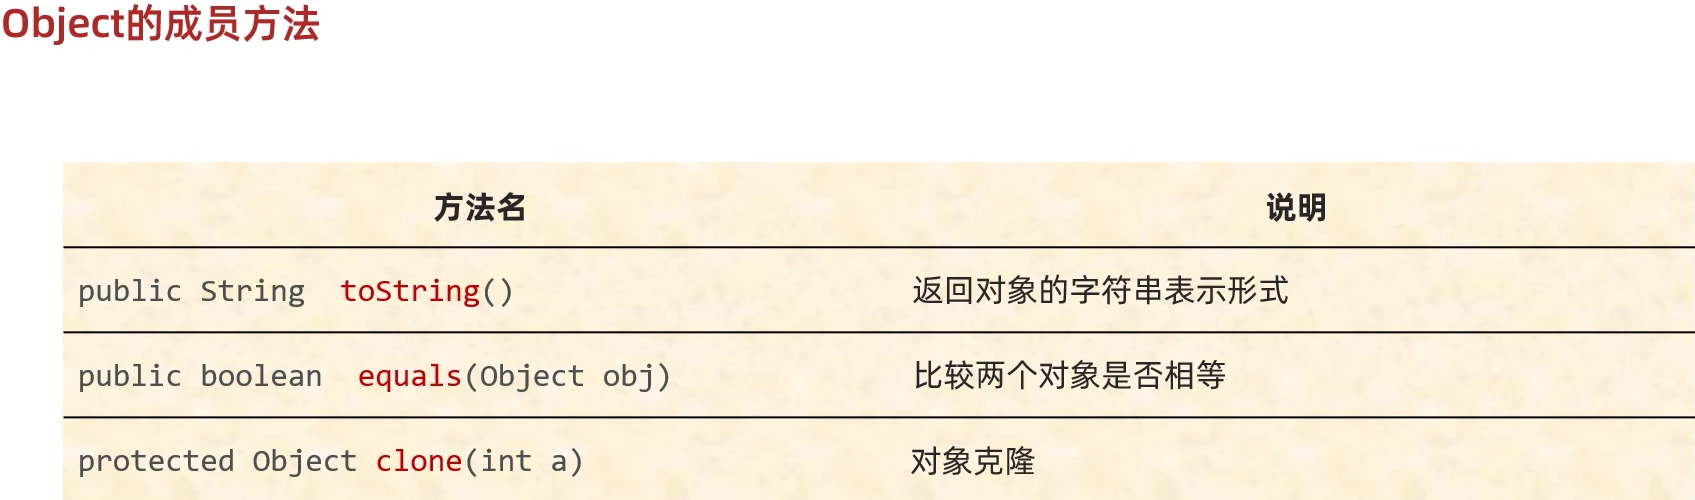 Object的成员方法
方法名 说明
public String toString() 返回对象的字符串表示形式
public boolean equals(Object obj) 比较两个对象是否相等
protected Object clone(int a) 对象克隆